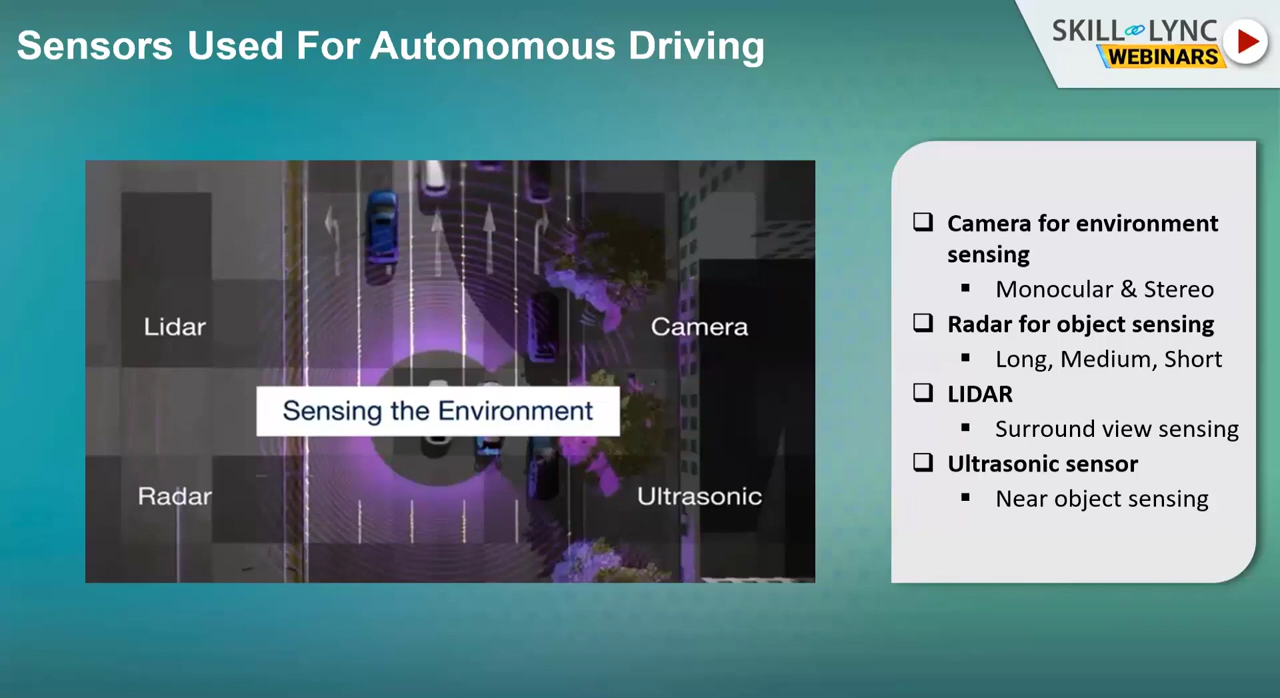 Sensors Used For Autonomous Driving
SKILL LYNC
WEBINARS
Lidar
Camera
Sensing the Environment
Radar
Ultrasonic
❑ Camera for environment
sensing
▪ Monocular & Stereo
❑ Radar for object sensing
▪ Long, Medium, Short
❑ LIDAR
▪ Surround view sensing
❑ Ultrasonic sensor
▪ Near object sensing